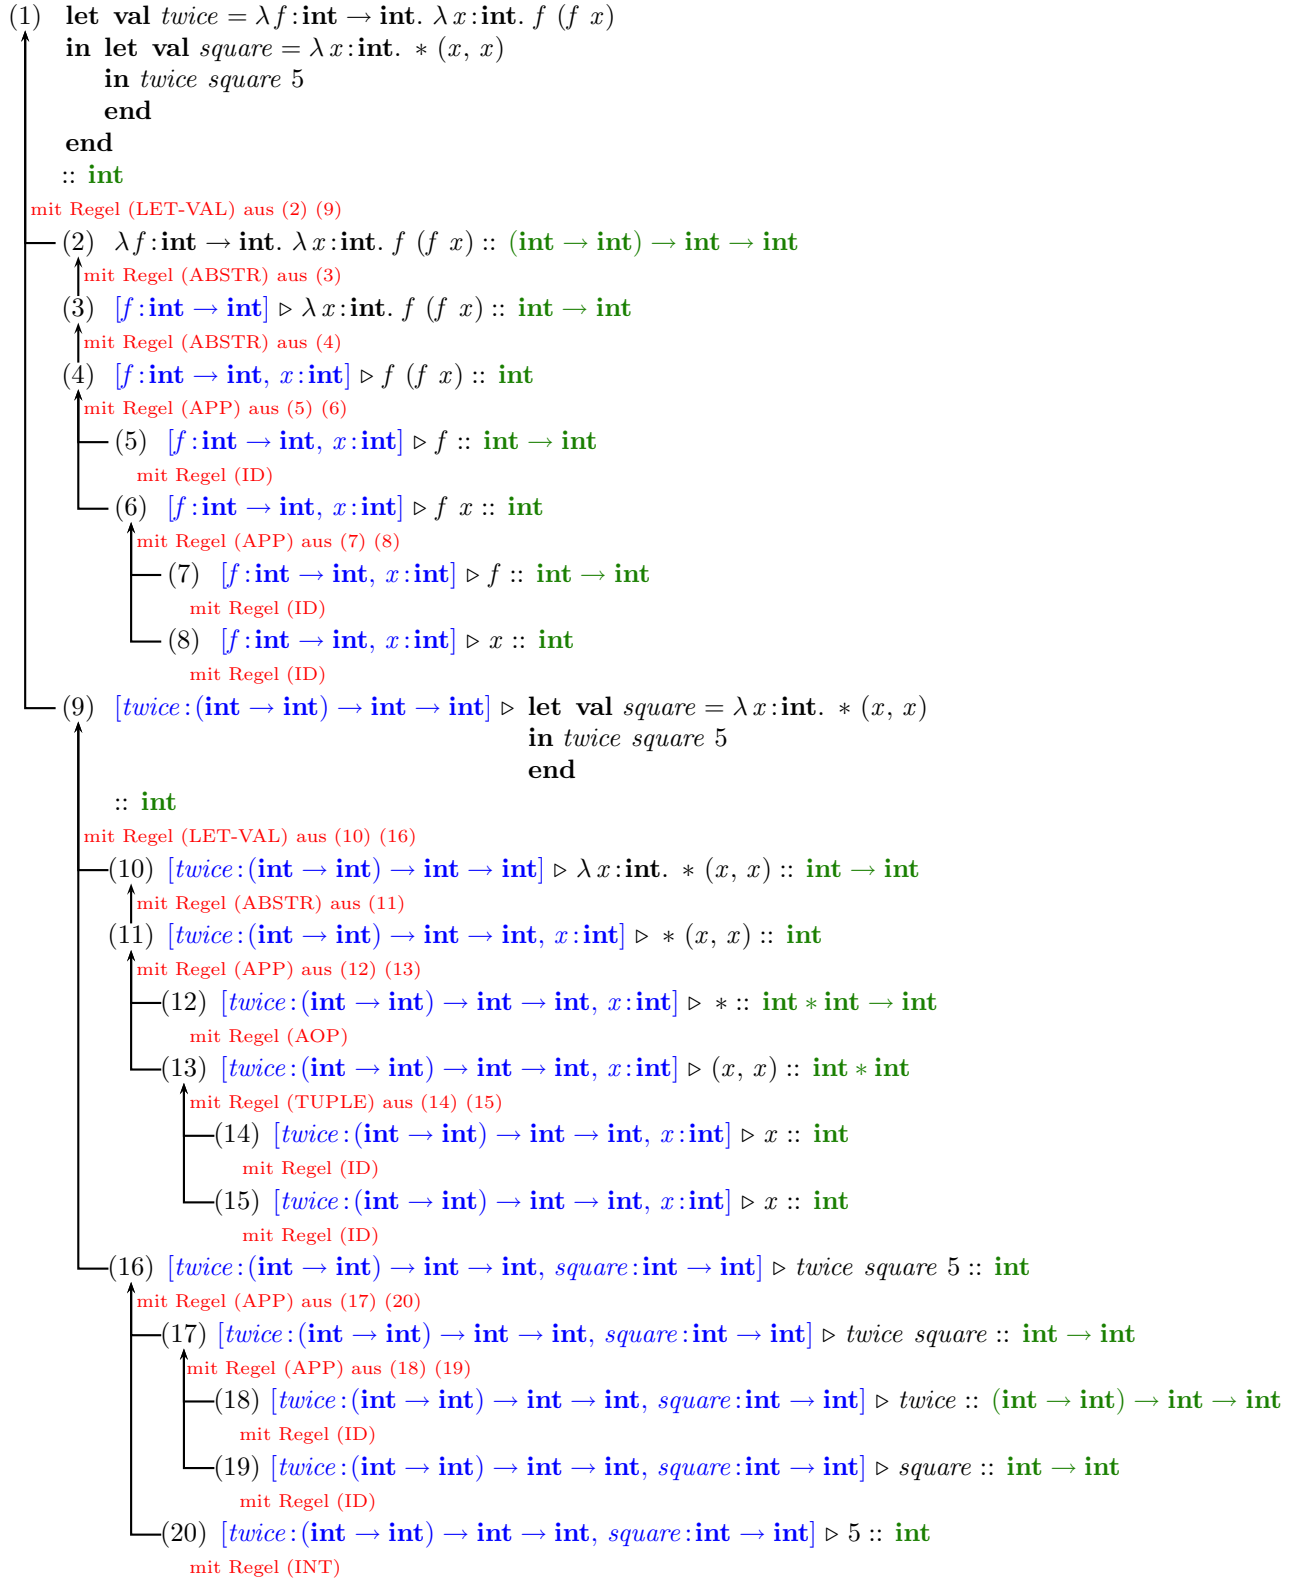 (1) let val twice = λ f : int → int. λ x : int. f (f x)
in let val square = λ x : int. * (x, x)
in twice square 5
end
end
:: int
mit Regel (LET-VAL) aus (2) (9)
(2) λ f : int → int. λ x : int. f (f x) :: (int → int) → int → int
mit Regel (ABSTR) aus (3)
(3) [f : int → int] ▹ λ x : int. f (f x) :: int → int
mit Regel (ABSTR) aus (4)
(4) [f : int → int, x : int] ▹ f (f x) :: int
mit Regel (APP) aus (5) (6)
(5) [f : int → int, x : int] ▹ f :: int → int
mit Regel (ID)
(6) [f : int → int, x : int] ▹ f x :: int
mit Regel (APP) aus (7) (8)
(7) [f : int → int, x : int] ▹ f :: int → int
mit Regel (ID)
(8) [f : int → int, x : int] ▹ x :: int
mit Regel (ID)
(9) [twice : (int → int) → int → int] ▹ let val square = λ x : int. * (x, x)
in twice square 5
end
:: int
mit Regel (LET-VAL) aus (10) (16)
(10) [twice : (int → int) → int → int] ▹ λ x : int. * (x, x) :: int → int
mit Regel (ABSTR) aus (11)
(11) [twice : (int → int) → int → int, x : int] ▹ * (x, x) :: int
mit Regel (APP) aus (12) (13)
(12) [twice : (int → int) → int → int, x : int] ▹ * :: int * int → int
mit Regel (AOP)
(13) [twice : (int → int) → int → int, x : int] ▹ (x, x) :: int * int
mit Regel (TUPLE) aus (14) (15)
(14) [twice : (int → int) → int → int, x : int] ▹ x :: int
mit Regel (ID)
(15) [twice : (int → int) → int → int, x : int] ▹ x :: int
mit Regel (ID)
(16) [twice : (int → int) → int → int, square : int → int] ▹ twice square 5 :: int
mit Regel (APP) aus (17) (20)
(17) [twice : (int → int) → int → int, square : int → int] ▹ twice square :: int → int
mit Regel (APP) aus (18) (19)
(18) [twice : (int → int) → int → int, square : int → int] ▹ twice :: (int → int) → int → int
mit Regel (ID)
(19) [twice : (int → int) → int → int, square : int → int] ▹ square :: int → int
mit Regel (ID)
(20) [twice : (int → int) → int → int, square : int → int] ▹ 5 :: int
mit Regel (INT)